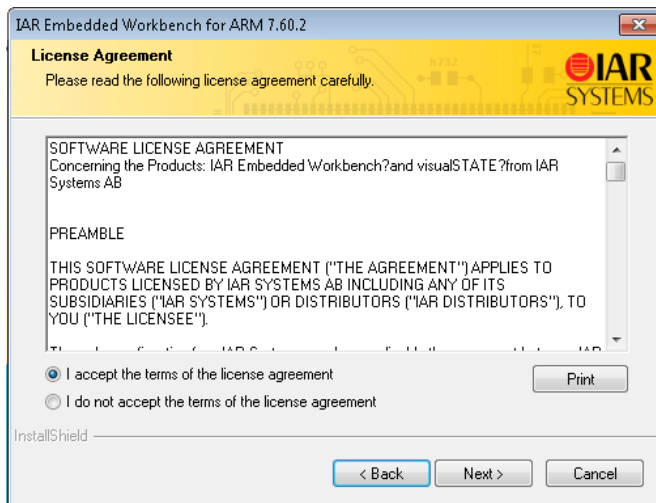 IAR Embedded Workbench for ARM 7.60.2
License Agreement
Please read the following license agreement carefully.
IAR
SYSTEMS
SOFTWARE LICENSE AGREEMENT
Concerning the Products: IAR Embedded Workbench?and visualSTATE?from IAR
Systems AB
PREAMBLE
THIS SOFTWARE LICENSE AGREEMENT ("THE AGREEMENT") APPLIES TO
PRODUCTS LICENSED BY IAR SYSTEMS AB INCLUDING ANY OF ITS
SUBSIDIARIES ("IAR SYSTEMS") OR DISTRIBUTORS ("IAR DISTRIBUTORS"), TO
YOU ("THE LICENSEE").
I accept the terms of the license agreement
Print
I do not accept the terms of the license agreement
InstallShield
< Back
Next >
Cancel